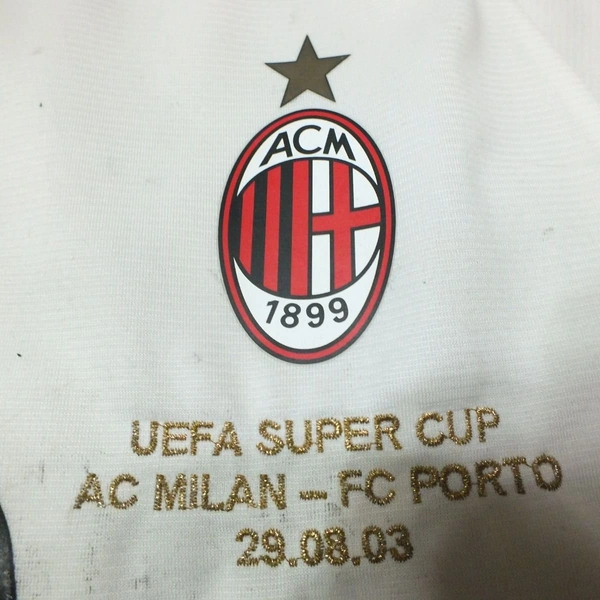 ACM
1899
UEFA SUPER CUP
AC MILAN – FC PORTO
29.08.03